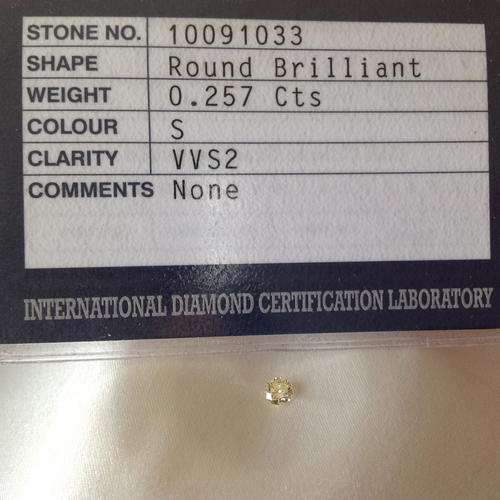 STONE NO. 10091033
SHAPE Round Brilliant
WEIGHT 0.257 Cts
COLOUR S
CLARITY VVS2
COMMENTS None
INTERNATIONAL DIAMOND CERTIFICATION LABORATORY